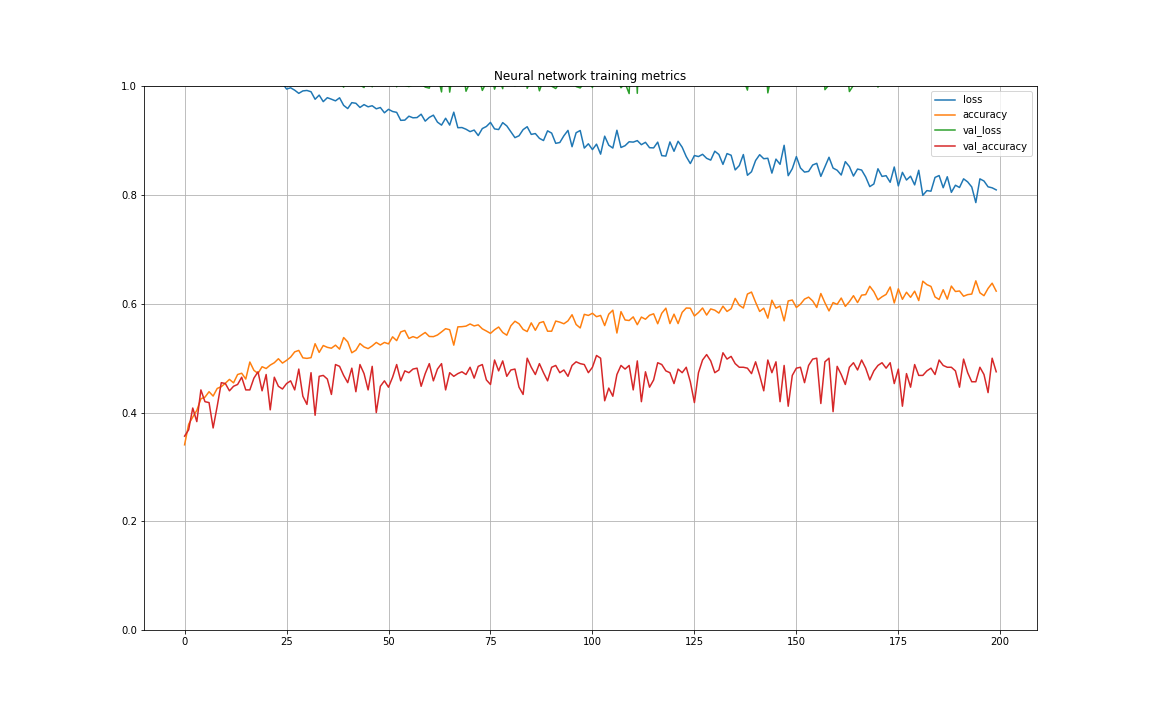 Neural network training metrics
1.0
0.8
0.6
0.4
0.2
0.0
loss
accuracy
val_loss
val_accuracy
0 25 50 75 100 125 150 175 200